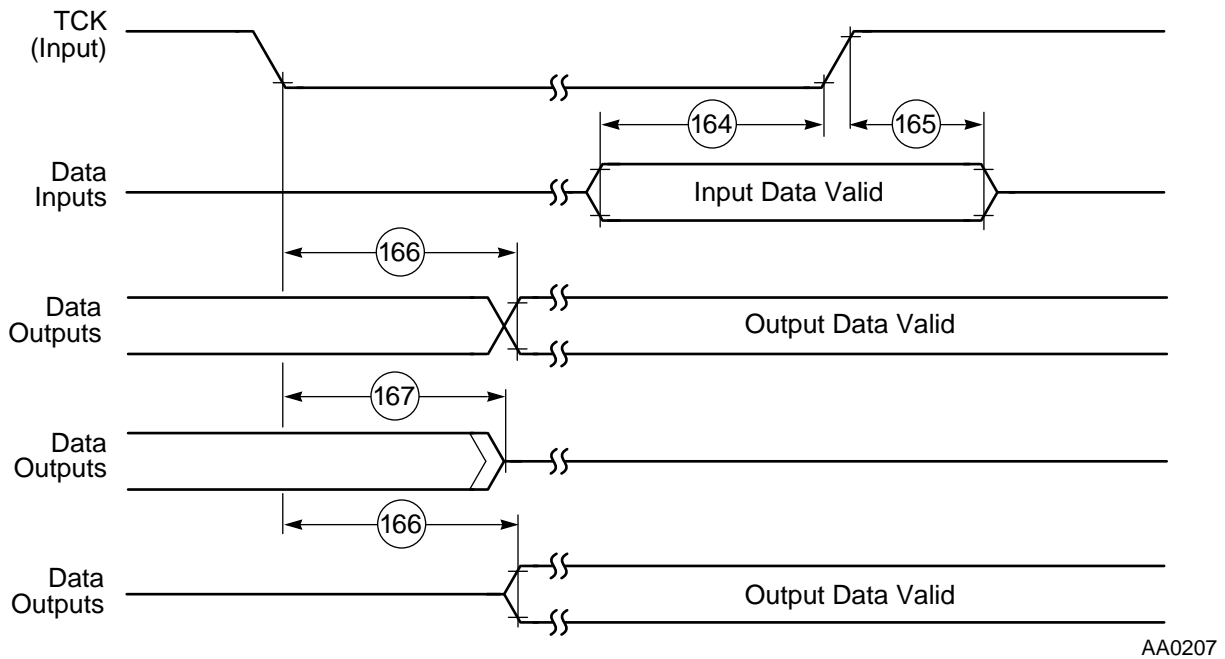 TCK
(Input)
164
165
Data
Inputs
Input Data Valid
166
Data
Outputs
Output Data Valid
167
Data
Outputs
166
Data
Outputs
Output Data Valid
AA0207